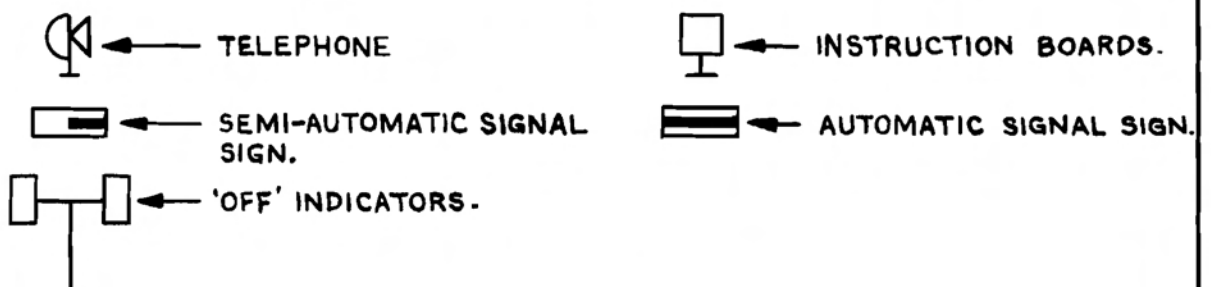 TELEPHONE
INSTRUCTION BOARDS.
SEMI-AUTOMATIC SIGNAL
SIGN.
AUTOMATIC SIGNAL SIGN.
'OFF' INDICATORS.